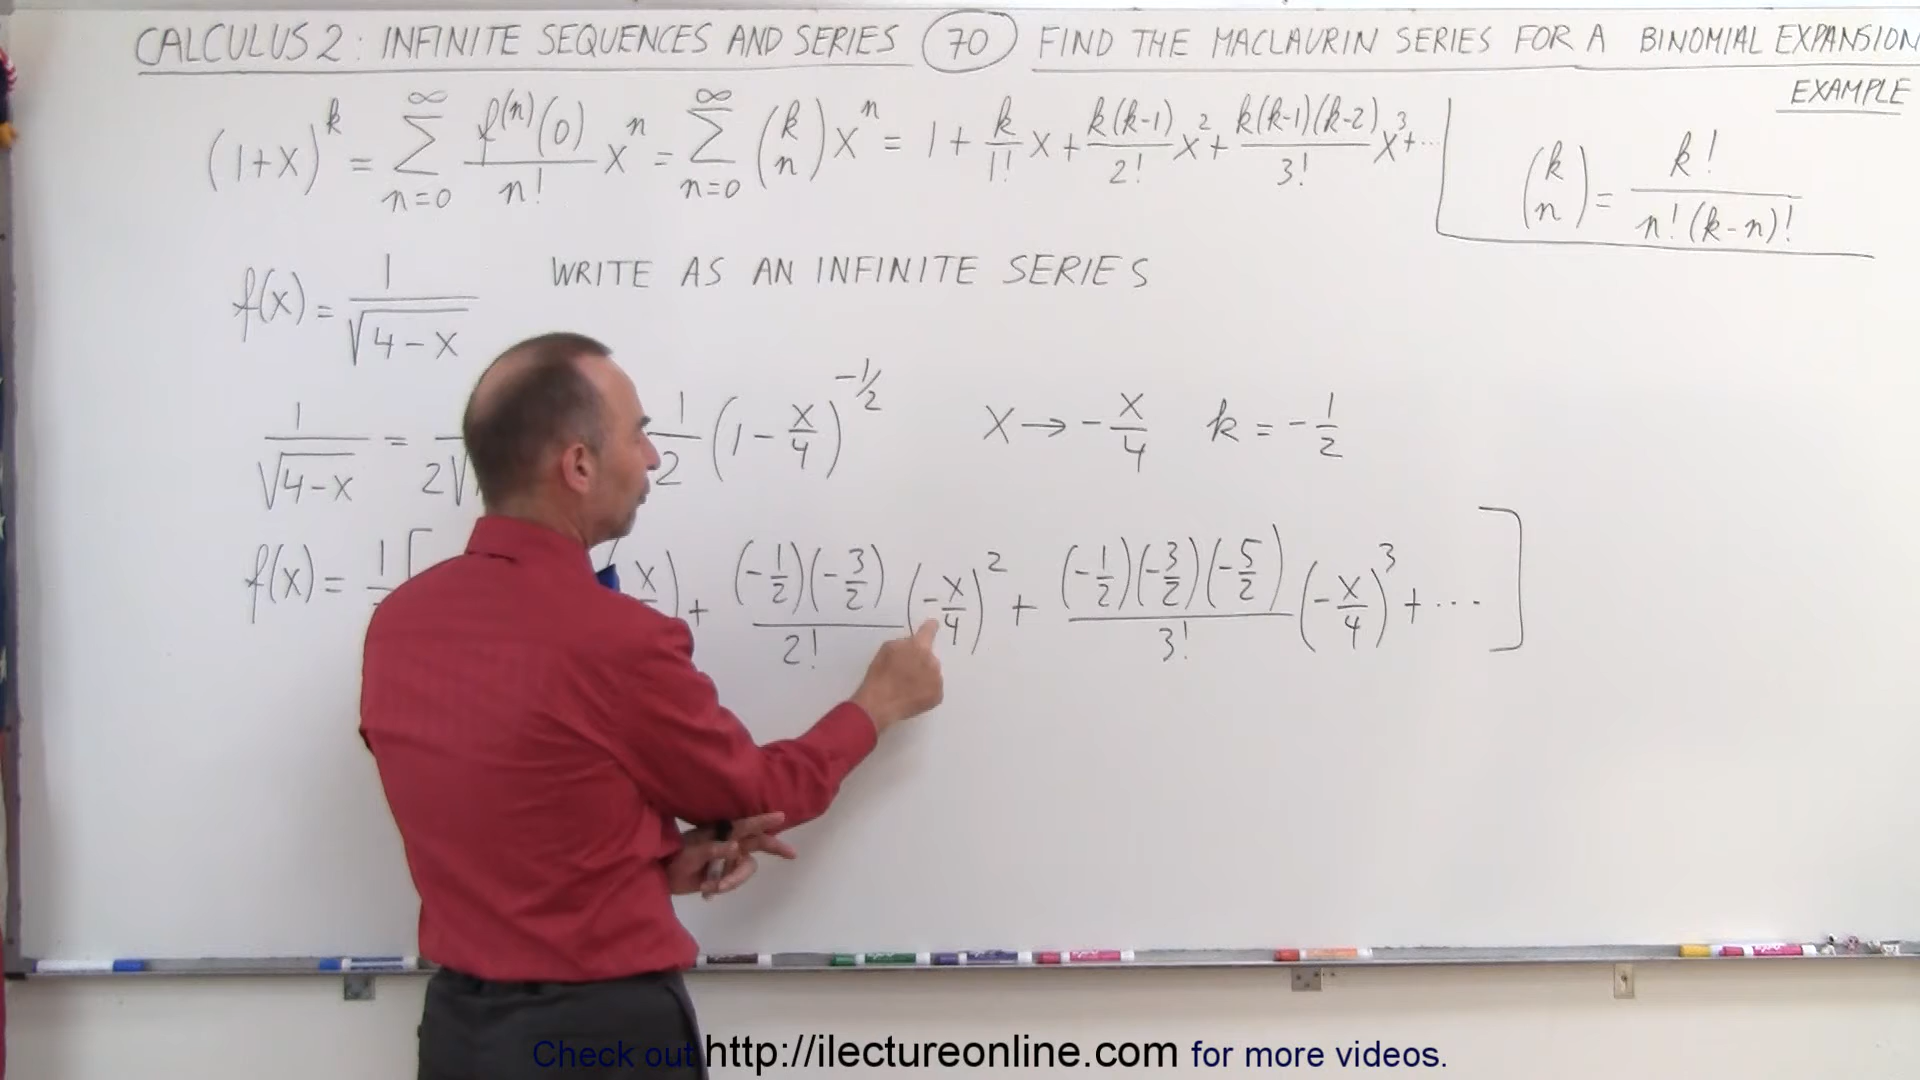 CALCULUS 2: INFINITE SEQUENCES AND SERIES (70) FIND THE MACLAURIN SERIES FOR A BINOMIAL EXPANSION
EXAMPLE
(1+x)^k = ∑_{n=0}^{∞} f^{(n)}(0)/n! x^n = ∑_{n=0}^{∞} (k n) x^n = 1 + k/1! x + k(k-1)/2! x^2 + k(k-1)(k-2)/3! x^3 + ...
(k n) = k!/n!(k-n)!
f(x) = 1/√(4-x) WRITE AS AN INFINITE SERIES
1/√(4-x) = 1/2√ 1/2 (1 - x/4)^{-1/2} x → -x/4 k = -1/2
f(x) = 1 [ x ) + (-1/2)(-3/2)/2! (-x/4)^2 + (-1/2)(-3/2)(-5/2)/3! (-x/4)^3 + ... ]
Check out http://ilectureonline.com for more videos.